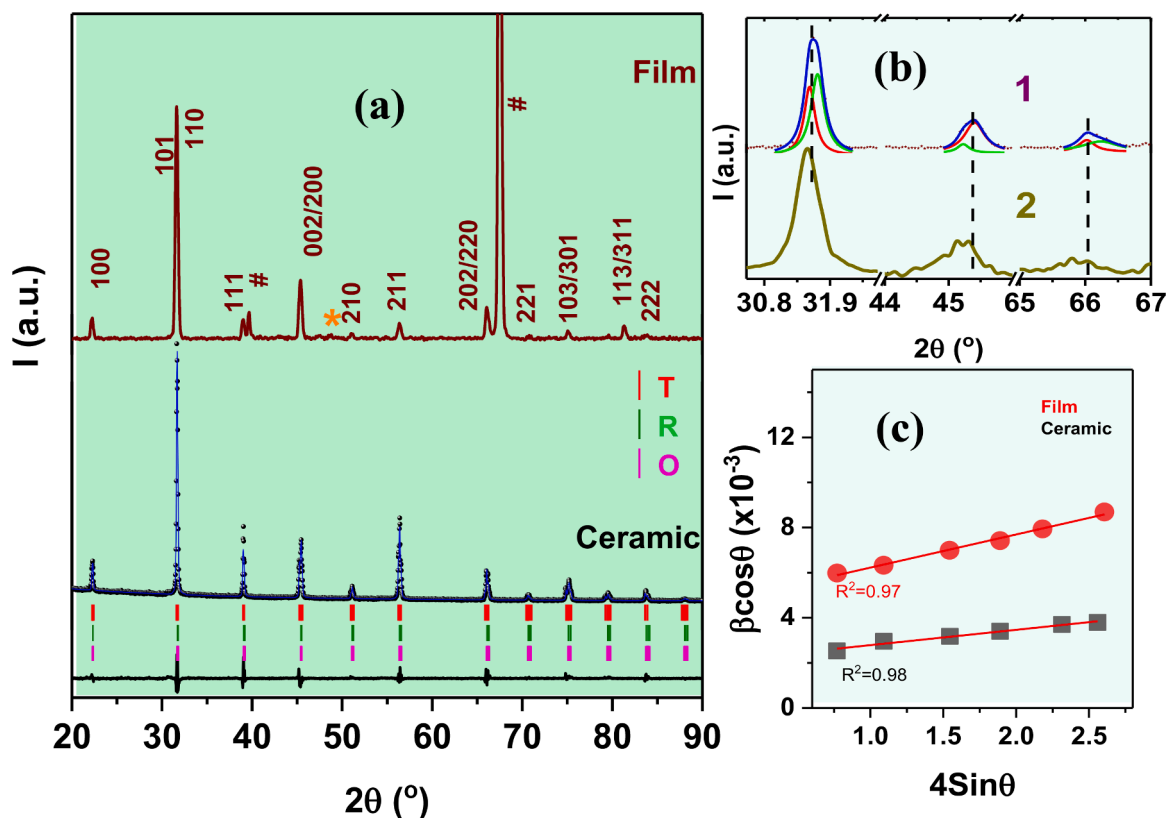 (a)
Film
I (a.u.)
100
101
110
111
#
002/200
*
210
211
202/220
#
221
103/301
113/311
222
T
R
O
Ceramic
20 30 40 50 60 70 80 90
2θ (º)
(b)
1
2
I (a.u.)
30.8 31.9 44 45 65 66 67
2θ (º)
(c)
Film
Ceramic
βcosθ (x10-3)
12
8
4
0
R2=0.97
R2=0.98
1.0 1.5 2.0 2.5
4Sinθ